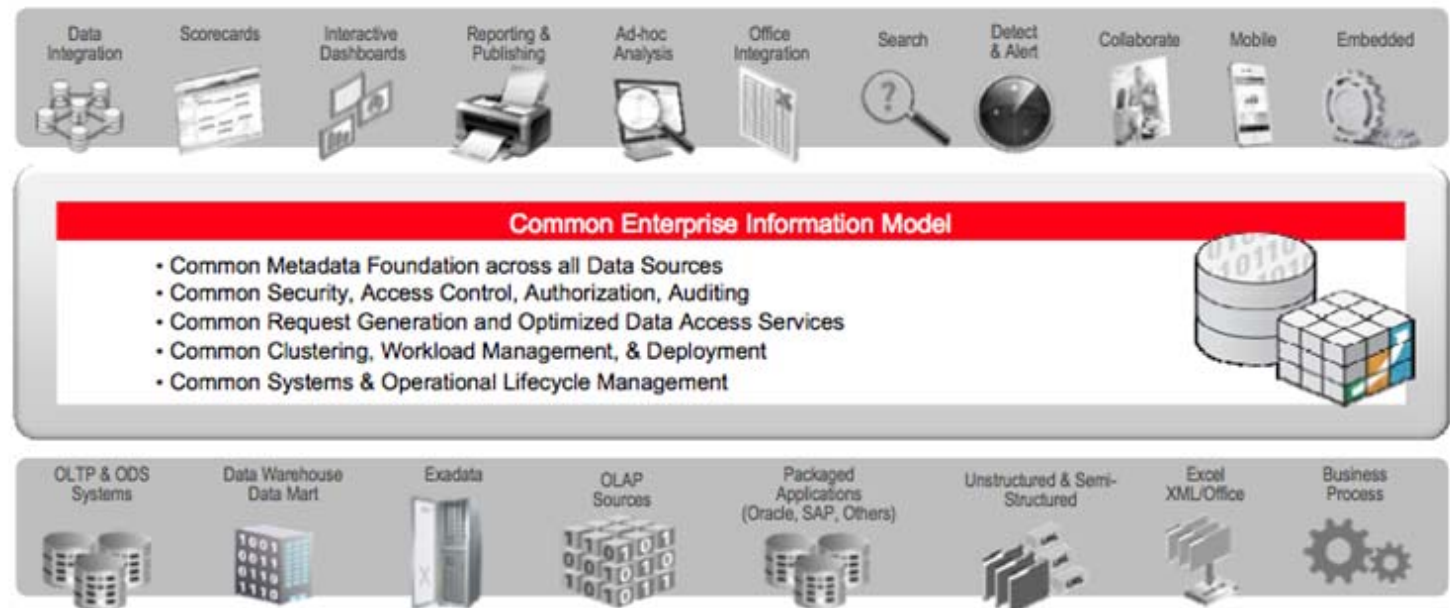 Data
Integration
Scorecards
Interactive
Dashboards
Reporting &
Publishing
Ad-hoc
Analysis
Office
Integration
Search
Detect
& Alert
Collaborate
Mobile
Embedded
?
Common Enterprise Information Model
• Common Metadata Foundation across all Data Sources
• Common Security, Access Control, Authorization, Auditing
• Common Request Generation and Optimized Data Access Services
• Common Clustering, Workload Management, & Deployment
• Common Systems & Operational Lifecycle Management
OLTP & ODS
Systems
Data Warehouse
Data Mart
Exadata
OLAP
Sources
Packaged
Applications
(Oracle, SAP, Others)
Unstructured & Semi-
Structured
Excel
XML/Office
Business
Process
1001
0011
0110
1110
X